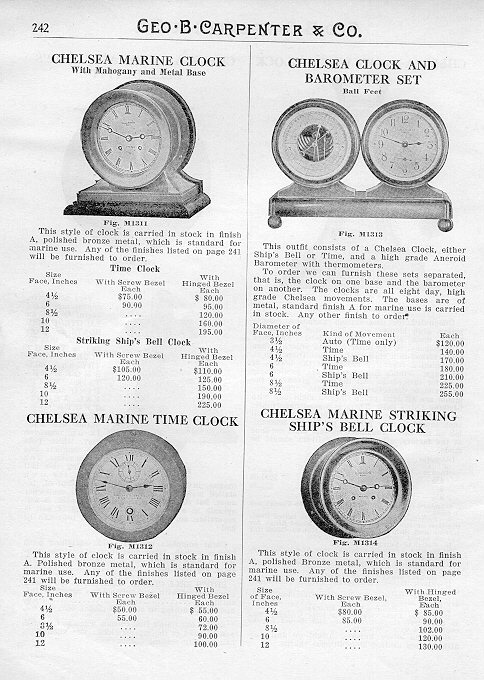 242
GEO·B·CARPENTER & CO.
CHELSEA MARINE CLOCK
With Mahogany and Metal Base
Fig. M1311
This style of clock is carried in stock in finish
A, polished bronze metal, which is standard for
marine use. Any of the finishes listed on page 241
will be furnished to order.
Time Clock
Size With
Face, Inches With Screw Bezel Hinged Bezel
Each Each
4½ $75.00 $ 80.00
6 90.00 95.00
8½ .... 120.00
10 .... 160.00
12 .... 195.00
Striking Ship's Bell Clock
Size With
Face, Inches With Screw Bezel Hinged Bezel
Each Each
4½ $105.00 $110.00
6 120.00 125.00
8½ .... 150.00
10 .... 190.00
12 .... 225.00
CHELSEA MARINE TIME CLOCK
Fig. M1312
This style of clock is carried in stock in finish
A. Polished bronze metal, which is standard for
marine use. Any of the finishes listed on page
241 will be furnished to order.
Size With
Face, Inches With Screw Bezel Hinged Bezel
Each Each
4½ $50.00 $ 55.00
6 55.00 60.00
8½ .... 72.00
10 .... 90.00
12 .... 100.00
CHELSEA CLOCK AND
BAROMETER SET
Ball Feet
Fig. M1313
This outfit consists of a Chelsea Clock, either
Ship's Bell or Time, and a high grade Aneroid
Barometer with thermometers.
To order we can furnish these sets separated,
that is, the clock on one base and the barometer
on another. The clocks are all eight day, high
grade Chelsea movements. The bases are of
metal, standard finish A for marine use is carried
in stock. Any other finish to order.
Diameter of
Face, Inches Kind of Movement Each
3½ Auto (Time only) $120.00
4½ Time 140.00
4½ Ship's Bell 170.00
6 Time 180.00
6 Ship's Bell 210.00
8½ Time 225.00
8½ Ship's Bell 255.00
CHELSEA MARINE STRIKING
SHIP'S BELL CLOCK
Fig. M1314
This style of clock is carried in stock in finish
A, polished Bronze metal, which is standard for
marine use. Any of the finishes listed on page
241 will be furnished to order.
Size With Hinged
of Face, With Screw Bezel, Bezel,
Inches Each Each
4½ $80.00 $ 85.00
6 85.00 90.00
8½ .... 102.00
10 .... 120.00
12 .... 130.00